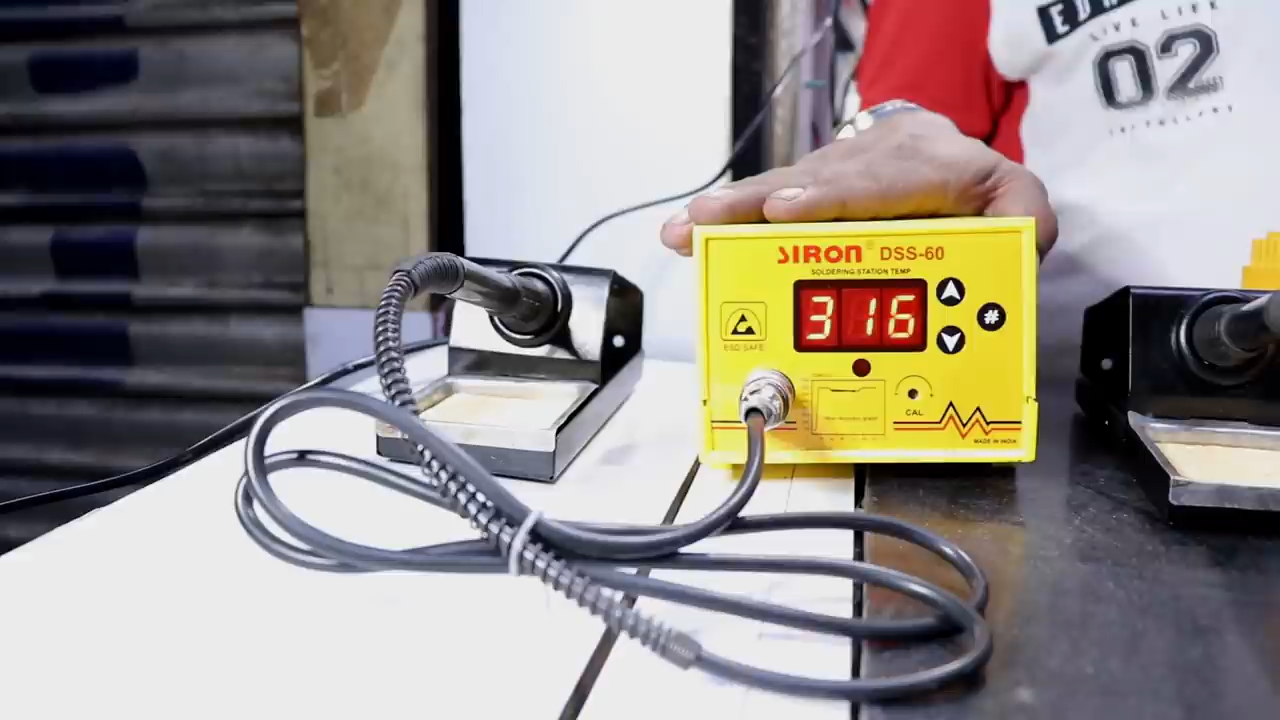 LIVE LIFE
02
SIRON® DSS-60
SOLDERING STATION TEMP
316
#
ESD SAFE
CAL
MADE IN INDIA